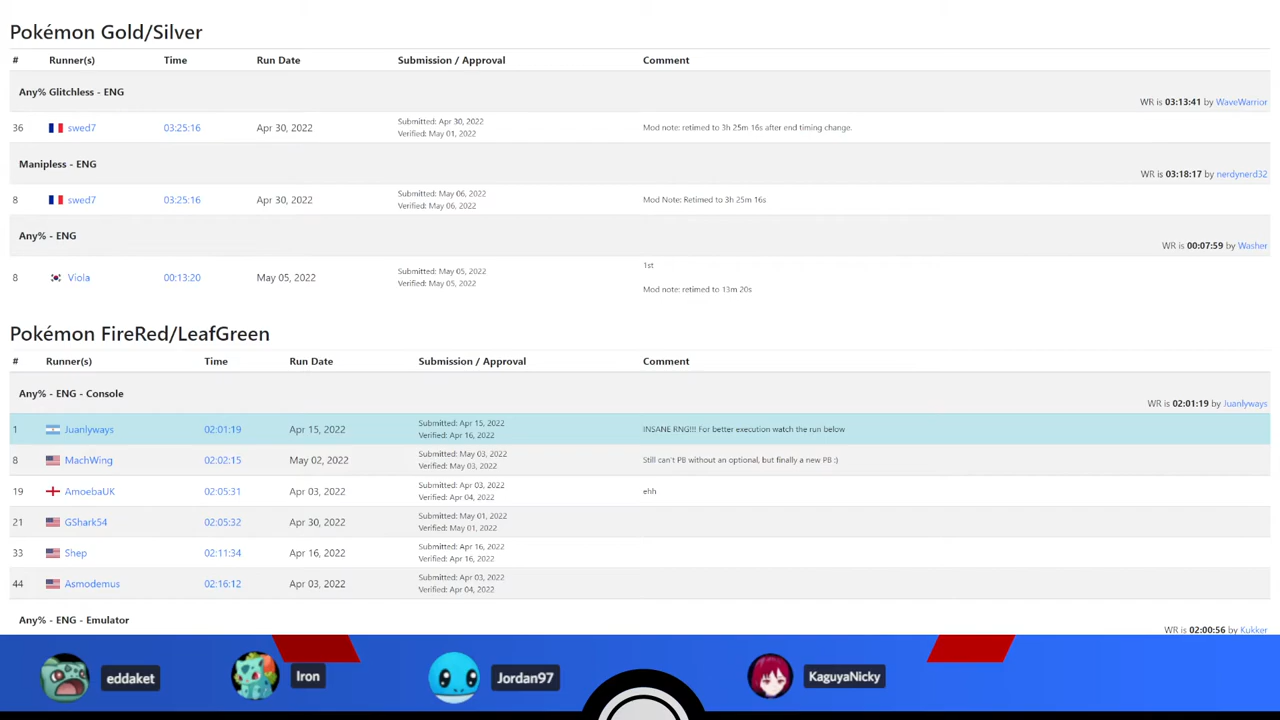 Pokémon Gold/Silver
# Runner(s) Time Run Date Submission / Approval Comment
Any% Glitchless - ENG
WR is 03:13:41 by WaveWarrior
36 swed7 03:25:16 Apr 30, 2022 Submitted: Apr 30, 2022 Mod note: retimed to 3h 25m 16s after end timing change.
Verified: May 01, 2022
Manipless - ENG
WR is 03:18:17 by nerdynerd32
8 swed7 03:25:16 Apr 30, 2022 Submitted: May 06, 2022 Mod Note: Retimed to 3h 25m 16s
Verified: May 06, 2022
Any% - ENG
WR is 00:07:59 by Washer
1st
8 Viola 00:13:20 May 05, 2022 Submitted: May 05, 2022
Verified: May 05, 2022
Mod note: retimed to 13m 20s
Pokémon FireRed/LeafGreen
# Runner(s) Time Run Date Submission / Approval Comment
Any% - ENG - Console
WR is 02:01:19 by Juanlyways
1 Juanlyways 02:01:19 Apr 15, 2022 Submitted: Apr 15, 2022 INSANE RNG!!! For better execution watch the run below
Verified: Apr 16, 2022
8 MachWing 02:02:15 May 02, 2022 Submitted: May 03, 2022 Still can't PB without an optional, but finally a new PB :)
Verified: May 03, 2022
19 AmoebaUK 02:05:31 Apr 03, 2022 Submitted: Apr 03, 2022 ehh
Verified: Apr 04, 2022
21 GShark54 02:05:32 Apr 30, 2022 Submitted: May 01, 2022
Verified: May 01, 2022
33 Shep 02:11:34 Apr 16, 2022 Submitted: Apr 16, 2022
Verified: Apr 16, 2022
44 Asmodemus 02:16:12 Apr 03, 2022 Submitted: Apr 03, 2022
Verified: Apr 04, 2022
Any% - ENG - Emulator
WR is 02:00:56 by Kukker
eddaket Iron Jordan97 KaguyaNicky